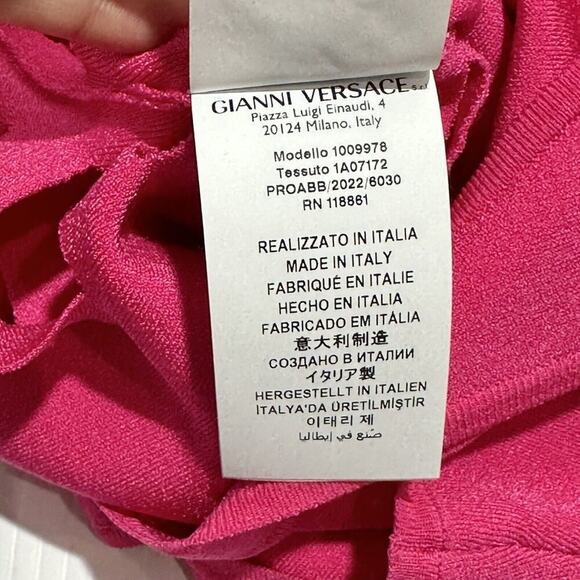 GIANNI VERSACE S.r.l.
Piazza Luigi Einaudi, 4
20124 Milano, Italy
Modello 1009978
Tessuto 1A07172
PROABB/2022/6030
RN 118861
REALIZZATO IN ITALIA
MADE IN ITALY
FABRIQUÉ EN ITALIE
HECHO EN ITALIA
FABRICADO EM ITÁLIA
意大利制造
СОЗДАНО В ИТАЛИИ
イタリア製
HERGESTELLT IN ITALIEN
İTALYA'DA ÜRETİLMİŞTİR
이태리 제
صُنع في إيطاليا